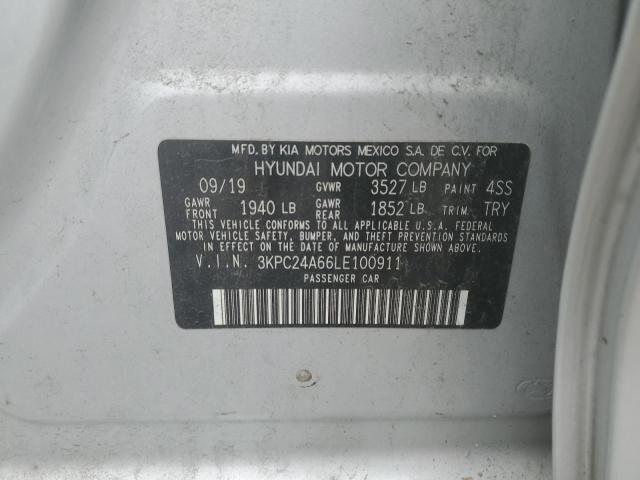 MFD. BY KIA MOTORS MEXICO S.A. DE C.V. FOR
HYUNDAI MOTOR COMPANY
09/19 GVWR 3527 LB PAINT 4SS
GAWR FRONT 1940 LB GAWR REAR 1852 LB TRIM. TRY
THIS VEHICLE CONFORMS TO ALL APPLICABLE U.S.A. FEDERAL
MOTOR VEHICLE SAFETY, BUMPER, AND THEFT PREVENTION STANDARDS
IN EFFECT ON THE DATE OF MANUFACTURE SHOWN ABOVE.
V.I.N. 3KPC24A66LE100911
PASSENGER CAR